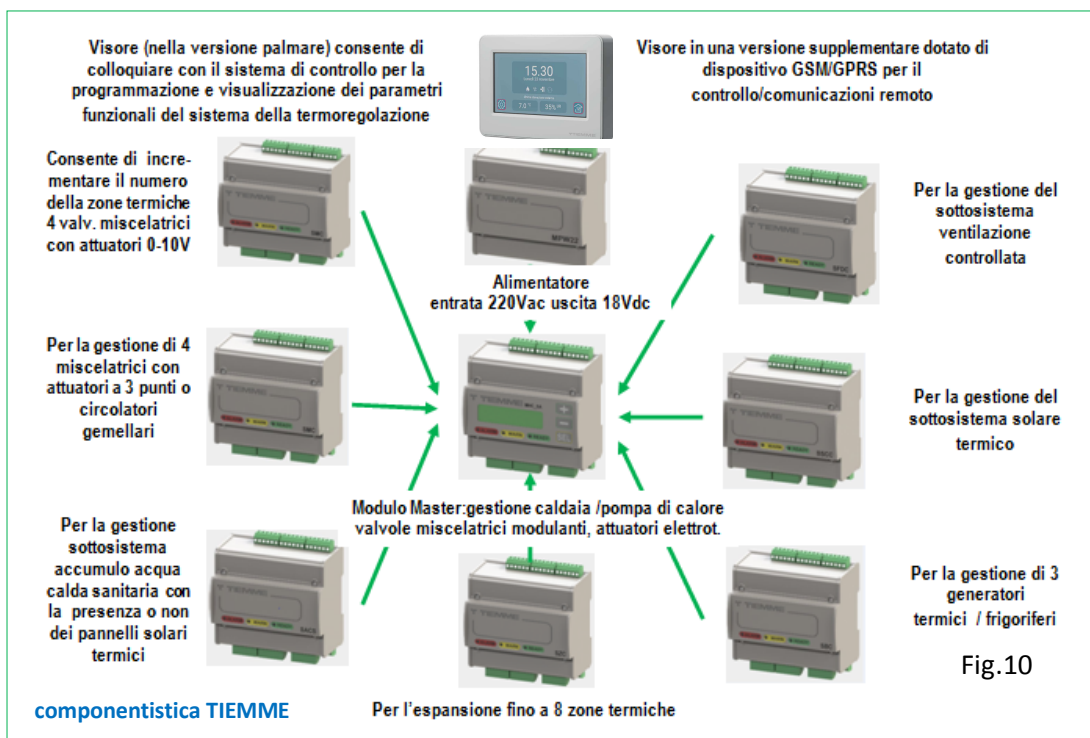 Visore (nella versione palmare) consente di
colloquiare con il sistema di controllo per la
programmazione e visualizzazione dei parametri
funzionali del sistema della termoregolazione
15.30
7.0
35%
Visore in una versione supplementare dotato di
dispositivo GSM/GPRS per il
controllo/comunicazioni remoto
Consente di incre-
mentare il numero
della zone termiche
4 valv. miscelatrici
con attuatori 0-10V
TIEMME
SMC
TIEMME
MPW22
Alimentatore
entrata 220Vac uscita 18Vdc
TIEMME
Per la gestione del
sottosistema
ventilazione
controllata
Per la gestione di 4
miscelatrici con
attuatori a 3 punti o
circolatori
gemellari
TIEMME
SMC
TIEMME
TIEMME
Per la gestione del
sottosistema solare
termico
Modulo Master:gestione caldaia /pompa di calore
valvole miscelatrici modulanti, attuatori elettrot.
Per la gestione
sottosistema
accumulo acqua
calda sanitaria con
la presenza o non
dei pannelli solari
termici
TIEMME
TIEMME
TIEMME
Per la gestione di 3
generatori
termici / frigoriferi
Fig.10
componentistica TIEMME
Per l'espansione fino a 8 zone termiche